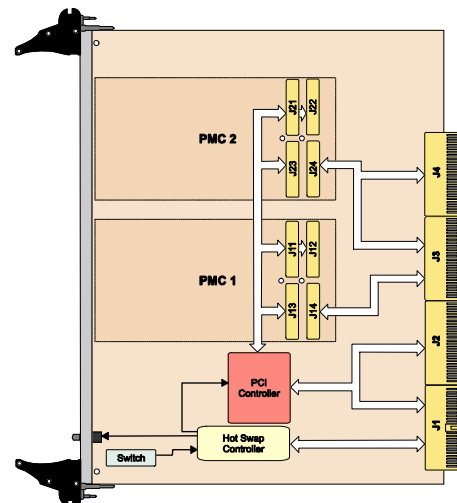 J21
J22
PMC 2
J23
J24
J4
J3
J11
J12
PMC 1
J13
J14
J2
PCI
Controller
J1
Hot Swap
Controller
Switch